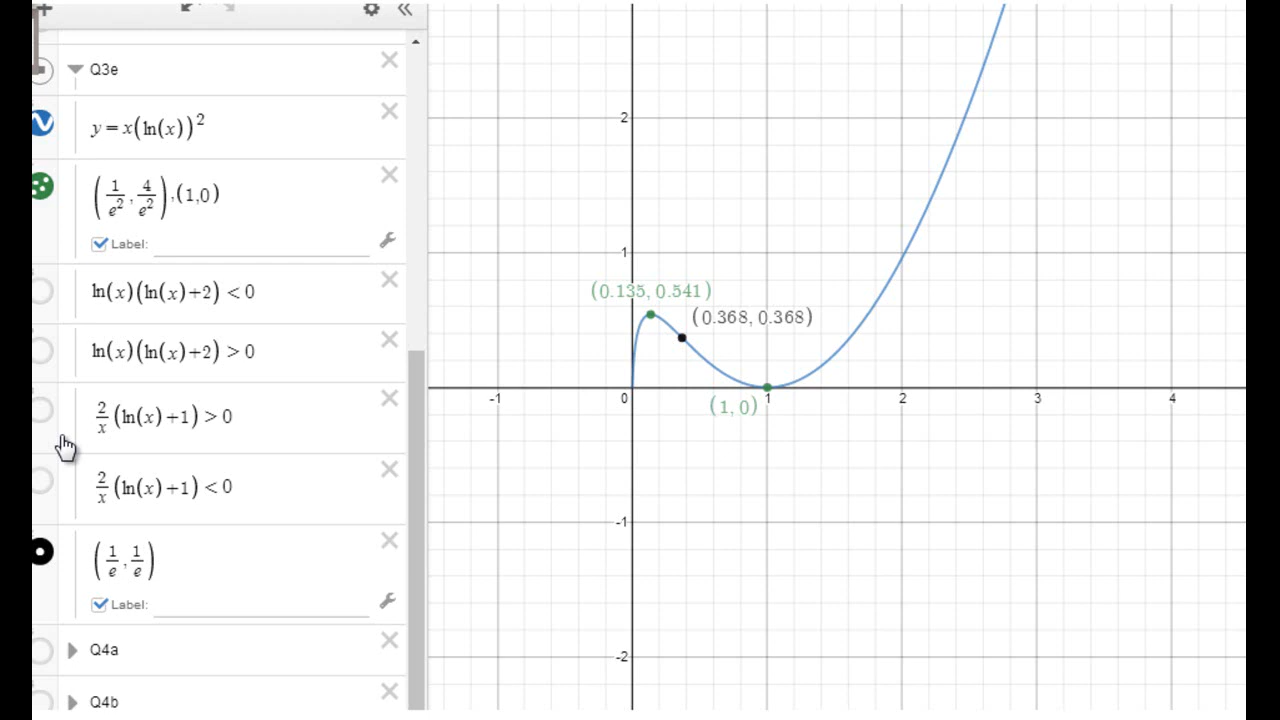 Q3e
y = x(ln(x))²
(1/e², 4/e²),(1,0)
Label:
ln(x)(ln(x)+2) < 0
ln(x)(ln(x)+2) > 0
2/x (ln(x)+1) > 0
2/x (ln(x)+1) < 0
(1/e, 1/e)
Label:
Q4a
Q4b
2
1
(0.135, 0.541)
(0.368, 0.368)
-1 0 1 2 3 4
(1, 0)
-1
-2